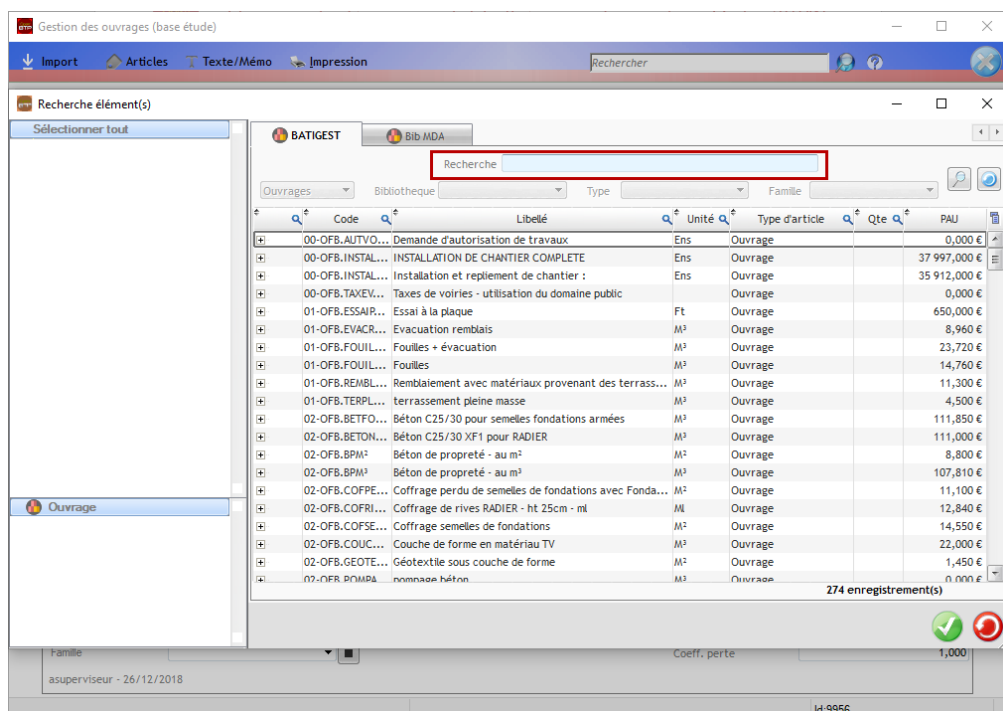 Gestion des ouvrages (base étude)
Import Articles Texte/Mémo Impression Rechercher
Recherche élément(s)
Sélectionner tout
BATIGEST Bib MDA
Recherche
Ouvrages Bibliotheque Type Famille
Code Libellé Unité Type d'article Qte PAU
00-OFB.AUTVO... Demande d'autorisation de travaux Ens Ouvrage 0,000 €
00-OFB.INSTAL... INSTALLATION DE CHANTIER COMPLETE Ens Ouvrage 37 997,000 €
00-OFB.INSTAL... Installation et repliement de chantier : Ens Ouvrage 35 912,000 €
00-OFB.TAXEV... Taxes de voiries - utilisation du domaine public Ouvrage 0,000 €
01-OFB.ESSAIP... Essai à la plaque Ft Ouvrage 650,000 €
01-OFB.EVACR... Evacuation remblais M³ Ouvrage 8,960 €
01-OFB.FOUIL... Fouilles + évacuation M³ Ouvrage 23,720 €
01-OFB.FOUIL... Fouilles M³ Ouvrage 14,760 €
01-OFB.REMBL... Remblaiement avec matériaux provenant des terrass... M³ Ouvrage 11,300 €
01-OFB.TERPL... terrassement pleine masse M³ Ouvrage 4,500 €
02-OFB.BETFO... Béton C25/30 pour semelles fondations armées M³ Ouvrage 111,850 €
02-OFB.BETON... Béton C25/30 XF1 pour RADIER M³ Ouvrage 111,000 €
02-OFB.BPM² Béton de propreté - au m² M² Ouvrage 8,800 €
02-OFB.BPM³ Béton de propreté - au m³ M³ Ouvrage 107,810 €
02-OFB.COFPE... Coffrage perdu de semelles de fondations avec Fonda... M² Ouvrage 11,100 €
02-OFB.COFRI... Coffrage de rives RADIER - ht 25cm - ml Ml Ouvrage 12,840 €
02-OFB.COFSE... Coffrage semelles de fondations M² Ouvrage 14,550 €
02-OFB.COUC... Couche de forme en matériau TV M³ Ouvrage 22,000 €
02-OFB.GEOTE... Géotextile sous couche de forme M² Ouvrage 1,450 €
02-OFB.POMPA... pompage béton M³ Ouvrage 0,000 €
Ouvrage
274 enregistrement(s)
Famille Coeff. perte 1,000
asuperviseur - 26/12/2018
Id:9956